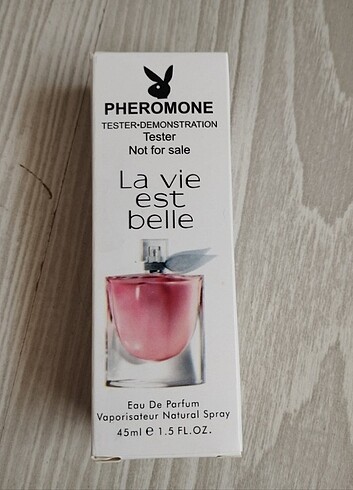 PHEROMONE
TESTER•DEMONSTRATION
Tester
Not for sale
La vie
est
belle
Eau De Parfum
Vaporisateur Natural Spray
45ml ℮ 1.5 FL.OZ.